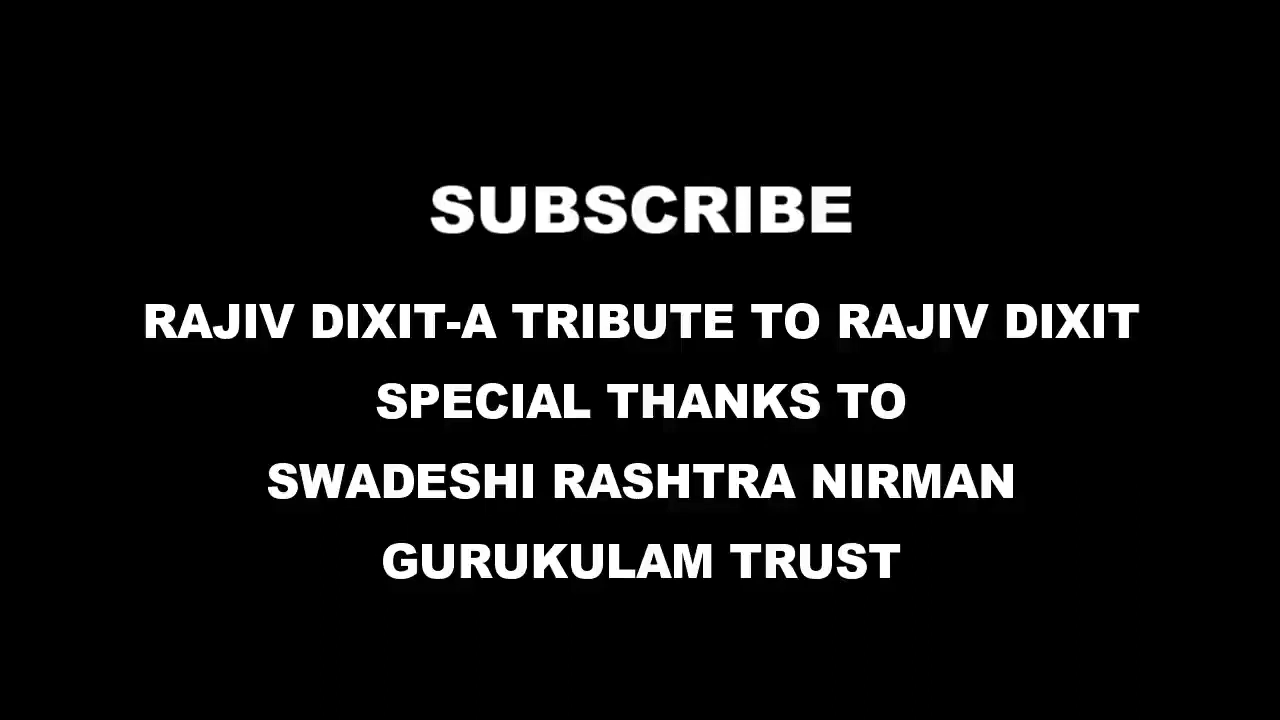 SUBSCRIBE
RAJIV DIXIT-A TRIBUTE TO RAJIV DIXIT
SPECIAL THANKS TO
SWADESHI RASHTRA NIRMAN
GURUKULAM TRUST